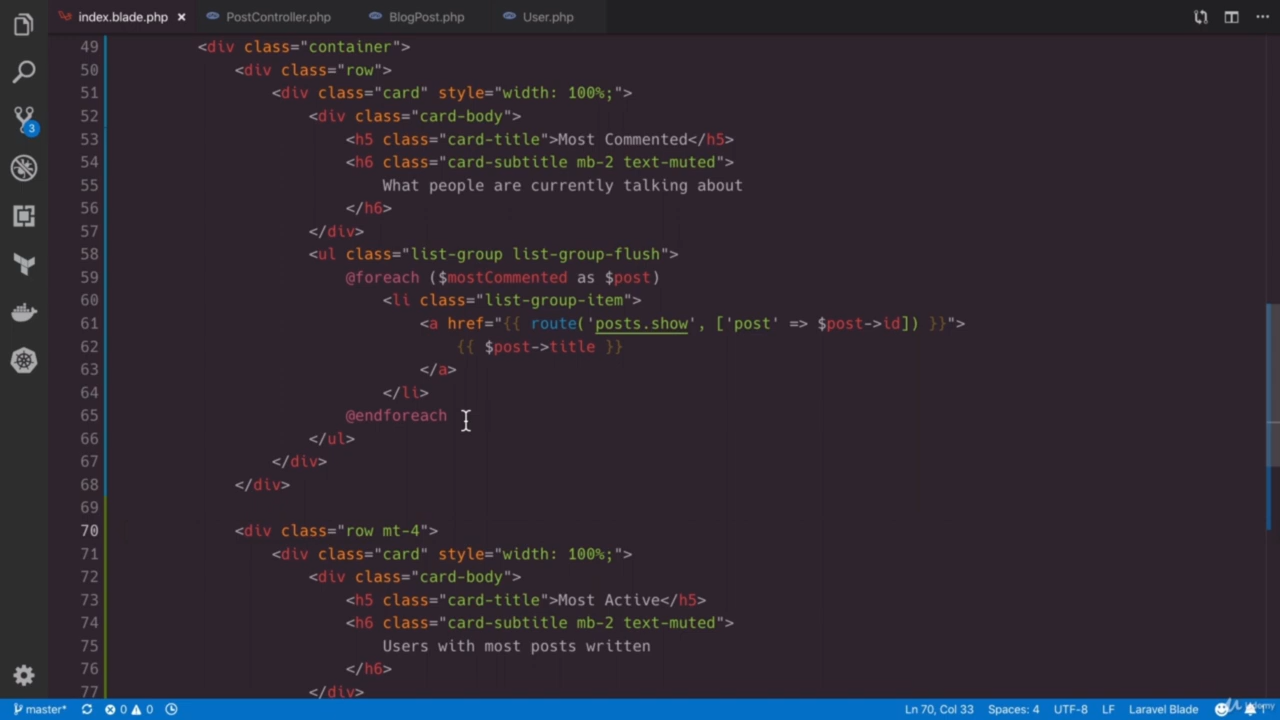 index.blade.php × PostController.php BlogPost.php User.php
49 <div class="container">
50 <div class="row">
51 <div class="card" style="width: 100%;">
52 <div class="card-body">
53 <h5 class="card-title">Most Commented</h5>
54 <h6 class="card-subtitle mb-2 text-muted">
55 What people are currently talking about
56 </h6>
57 </div>
58 <ul class="list-group list-group-flush">
59 @foreach ($mostCommented as $post)
60 <li class="list-group-item">
61 <a href="{{ route('posts.show', ['post' => $post->id]) }}">
62 {{ $post->title }}
63 </a>
64 </li>
65 @endforeach
66 </ul>
67 </div>
68 </div>
69
70 <div class="row mt-4">
71 <div class="card" style="width: 100%;">
72 <div class="card-body">
73 <h5 class="card-title">Most Active</h5>
74 <h6 class="card-subtitle mb-2 text-muted">
75 Users with most posts written
76 </h6>
77 </div>
3
master* 0 0 Ln 70, Col 33 Spaces: 4 UTF-8 LF Laravel Blade Udemy